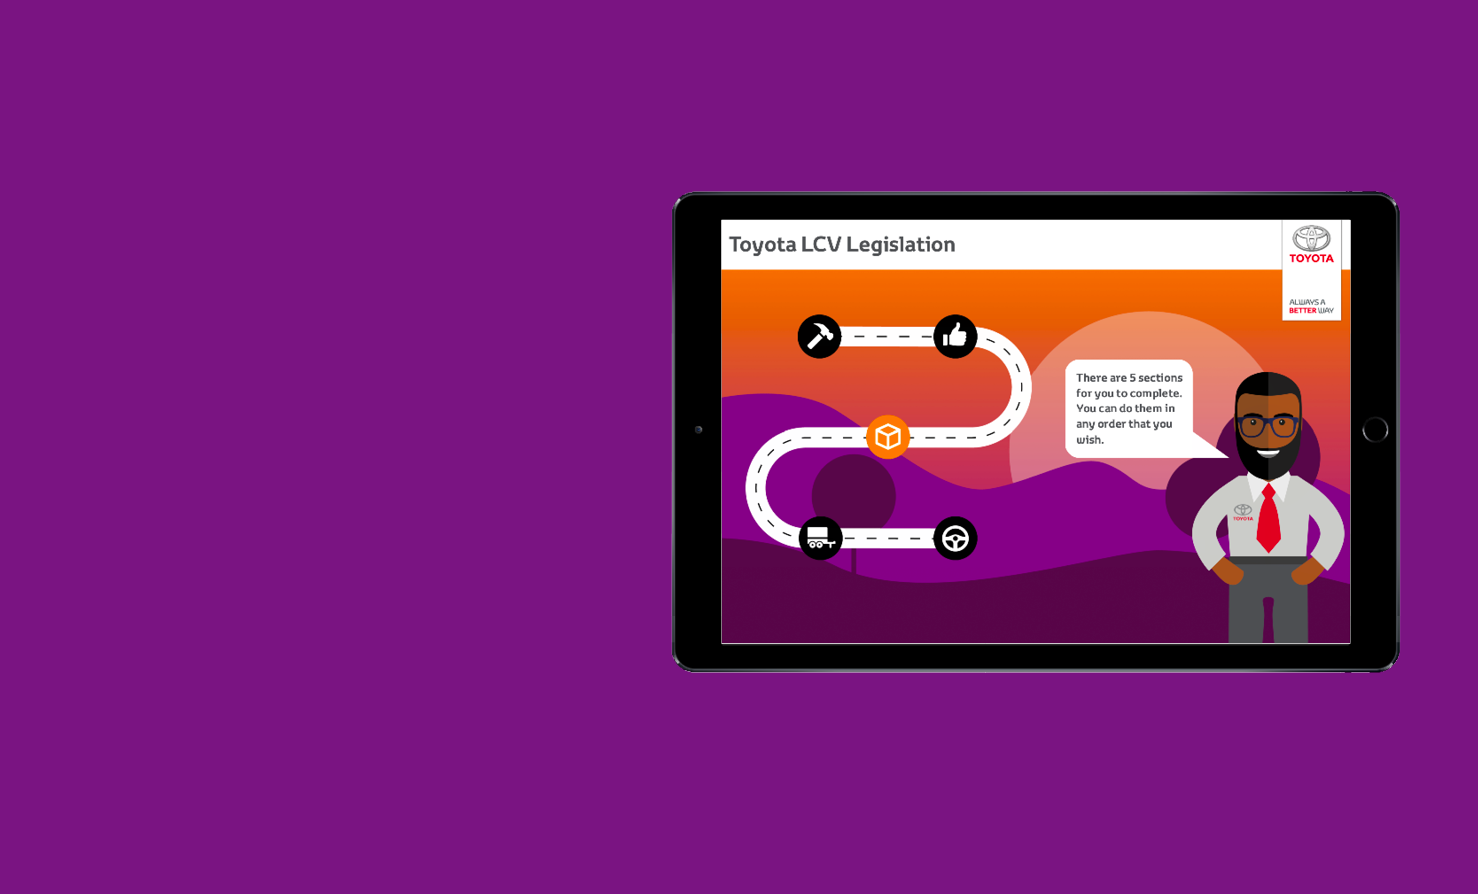 Toyota LCV Legislation
TOYOTA
ALWAYS A
BETTER WAY
There are 5 sections
for you to complete.
You can do them in
any order that you
wish.
TOYOTA